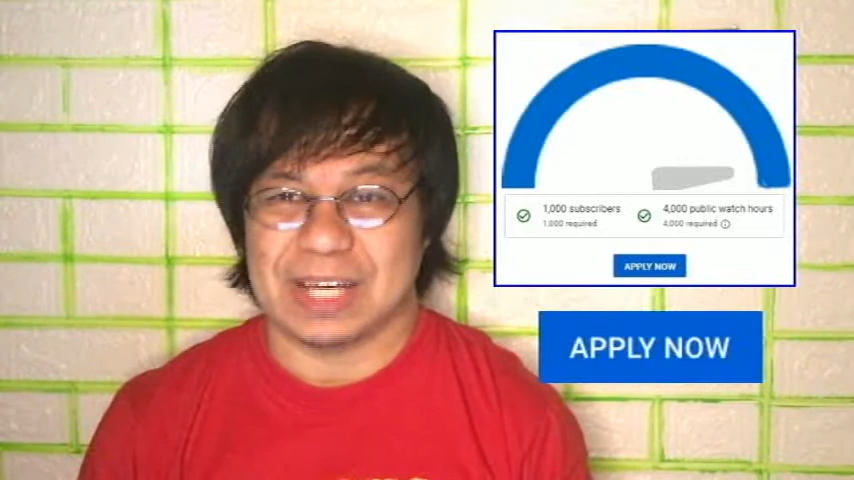 1,000 subscribers
1,000 required
4,000 public watch hours
4,000 required
APPLY NOW
APPLY NOW